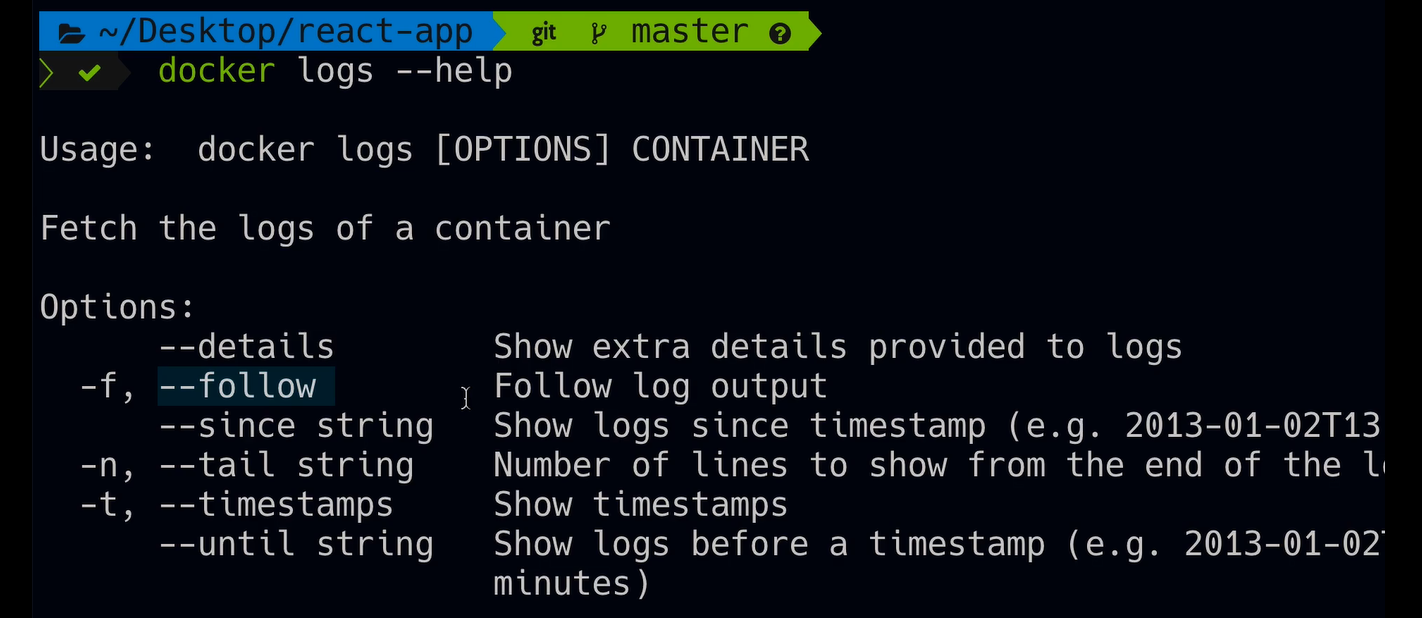 ~/Desktop/react-app git master ?
docker logs --help
Usage:  docker logs [OPTIONS] CONTAINER
Fetch the logs of a container
Options:
      --details        Show extra details provided to logs
  -f, --follow         Follow log output
      --since string   Show logs since timestamp (e.g. 2013-01-02T13
  -n, --tail string    Number of lines to show from the end of the
  -t, --timestamps     Show timestamps
      --until string   Show logs before a timestamp (e.g. 2013-01-02
                       minutes)